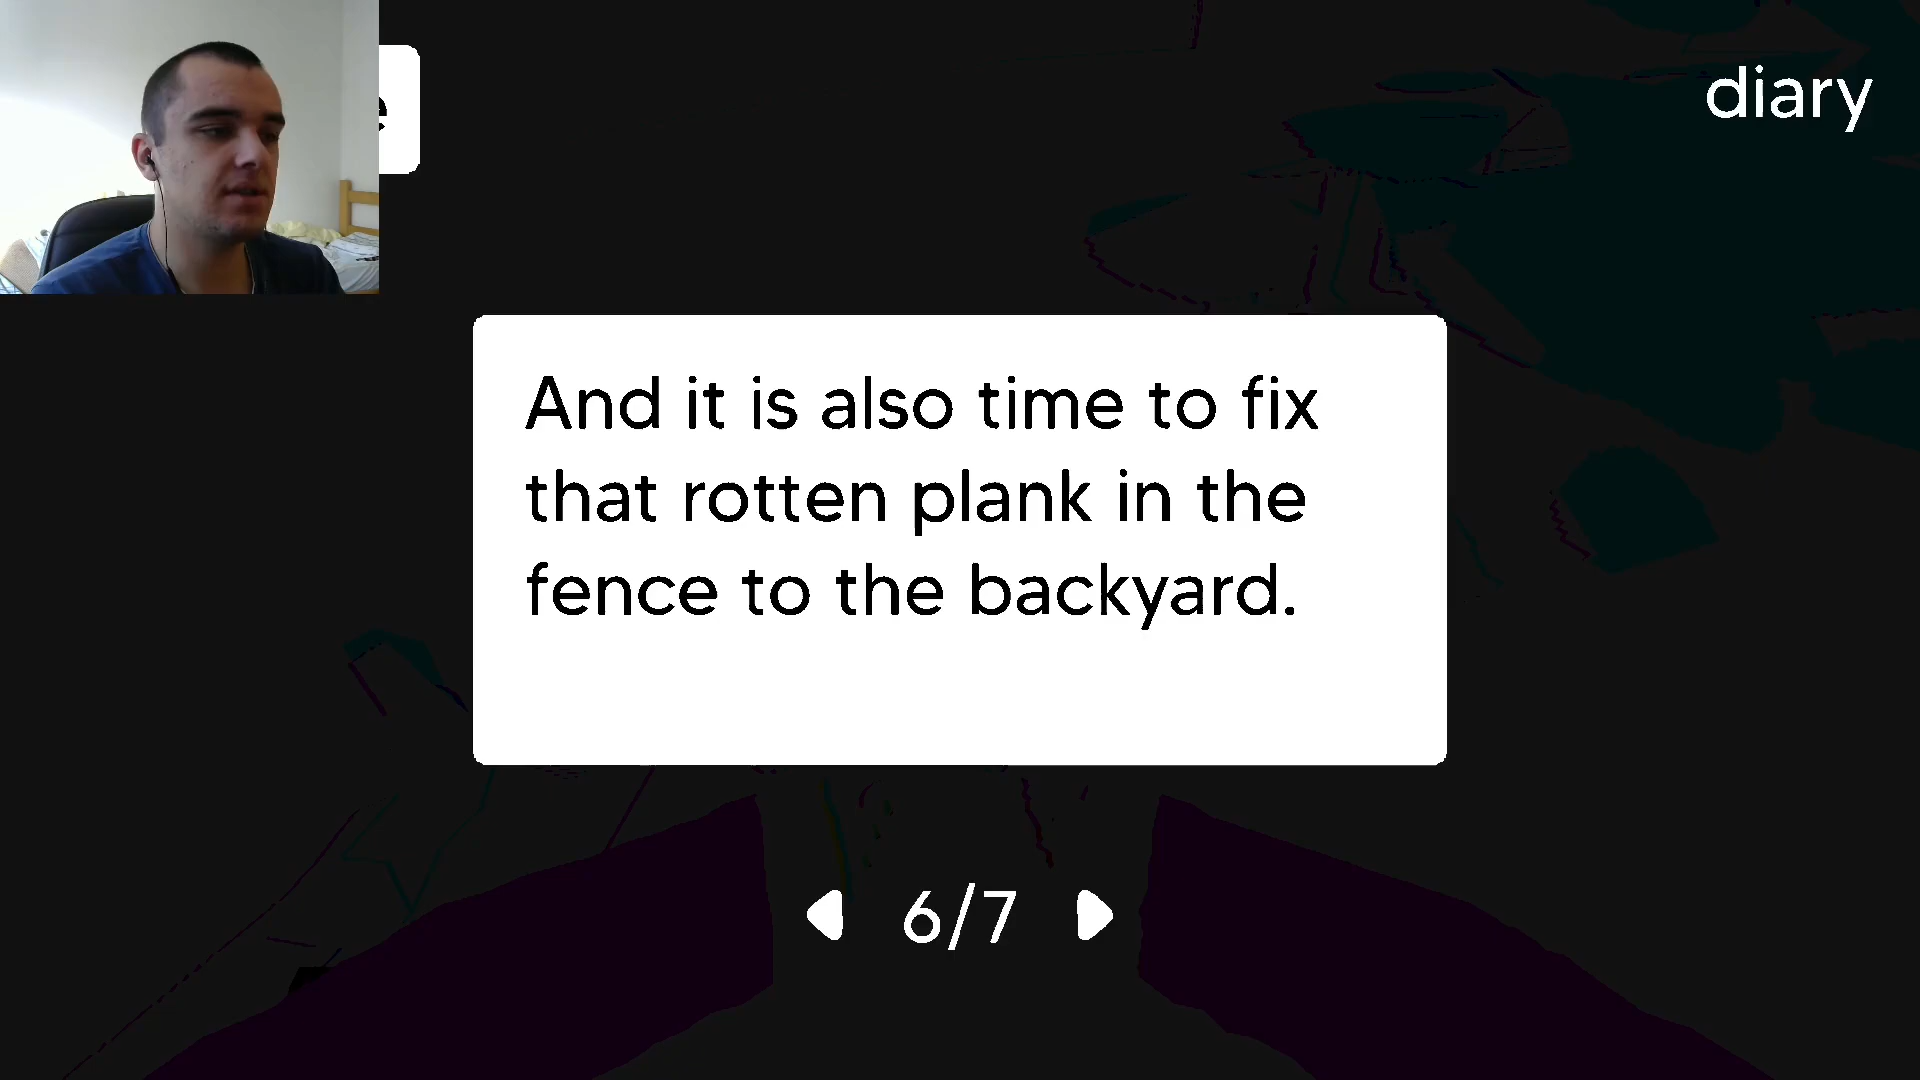 diary
And it is also time to fix
that rotten plank in the
fence to the backyard.
6/7